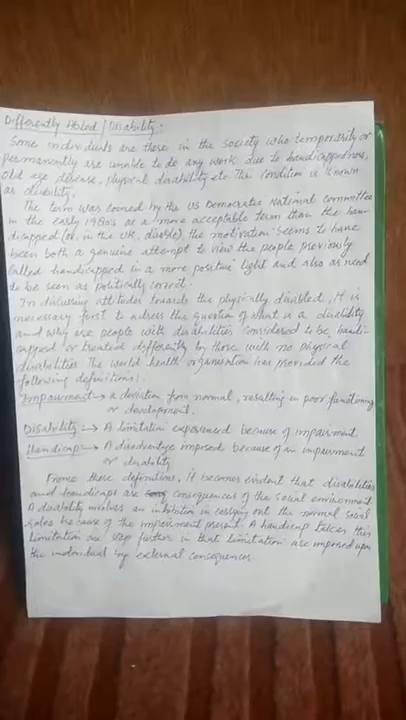 Differently Abled / Disability :
Some individuals are there in the society who temporarily or
permanently are unable to do any work due to handicappedness,
old age disease, physical disability etc. The condition is known
as disability.
The term was coined by the US Democratic National committee
in the early 1980s as a more acceptable term than the han-
dicapped (or, in the UK, disable) the motivation seems to have
been both a genuine attempt to view the people previously
called handicapped in a more positive light and also as need
to be seen as politically correct.
In discussing attitudes towards the physically disabled, it is
necessary first to adress the question of what is a disability
and why are people with disabilities considered to be handi-
capped or treated differently by those with no physical
disabilities. The world health organisation has provided the
following definitions.
Impairment → a deviation from normal, resulting in poor functioning
or development.
Disability → A limitation experienced because of impairment
Handicap → A disadvantage imposed because of an impairment
or disability
Frome these definitions, it becomes evident that disabilities
and handicaps are consequences of the social environment.
A disability involves an inhibition in carrying out the normal social
roles because of the impairment present. A handicap takes this
limitation one step further in that limitation are imposed upon
the individual by external consequences.